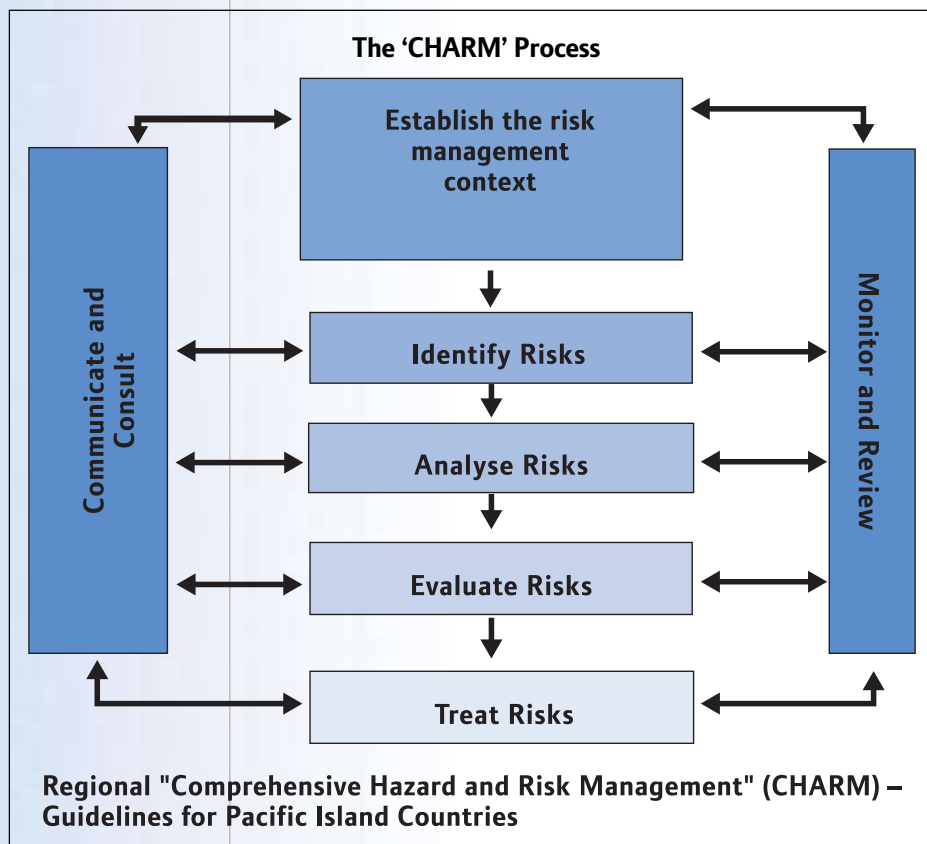 The ‘CHARM’ Process
Establish the risk
management
context
Communicate and
Consult
Monitor and Review
Identify Risks
Analyse Risks
Evaluate Risks
Treat Risks
Regional "Comprehensive Hazard and Risk Management" (CHARM) –
Guidelines for Pacific Island Countries